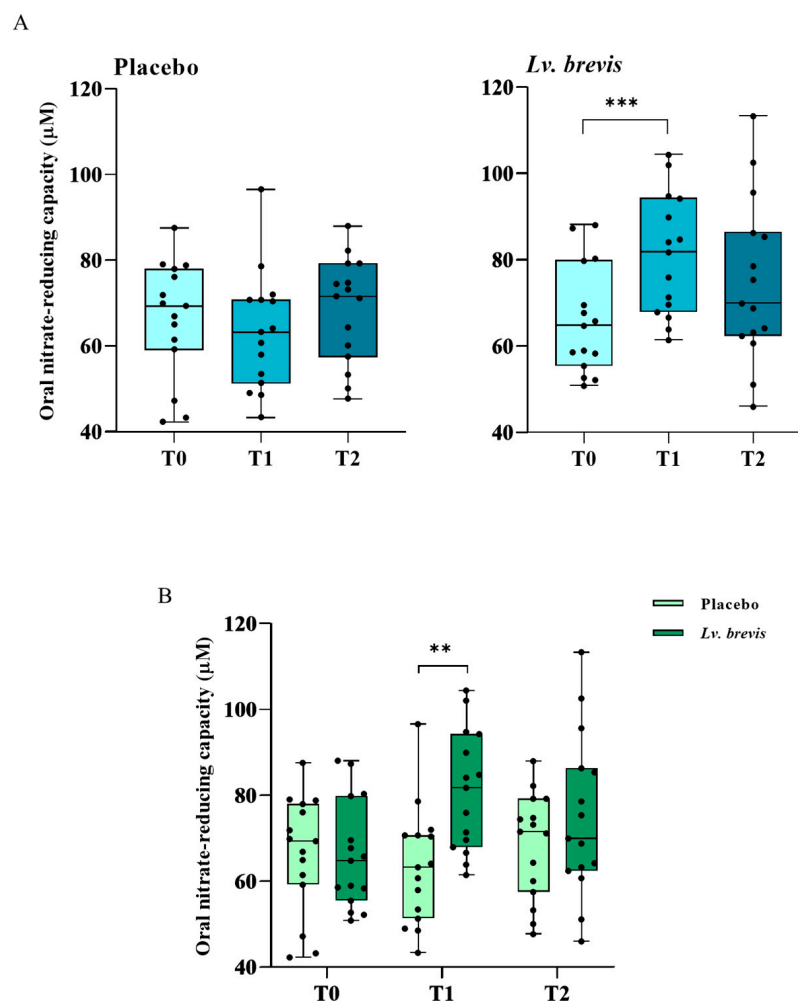 A
Placebo
Lv. brevis
Oral nitrate-reducing capacity (µM)
120
100
80
60
40
T0
T1
T2
120
100
80
60
40
***
T0
T1
T2
B
Placebo
Lv. brevis
Oral nitrate-reducing capacity (µM)
120
100
80
60
40
**
T0
T1
T2